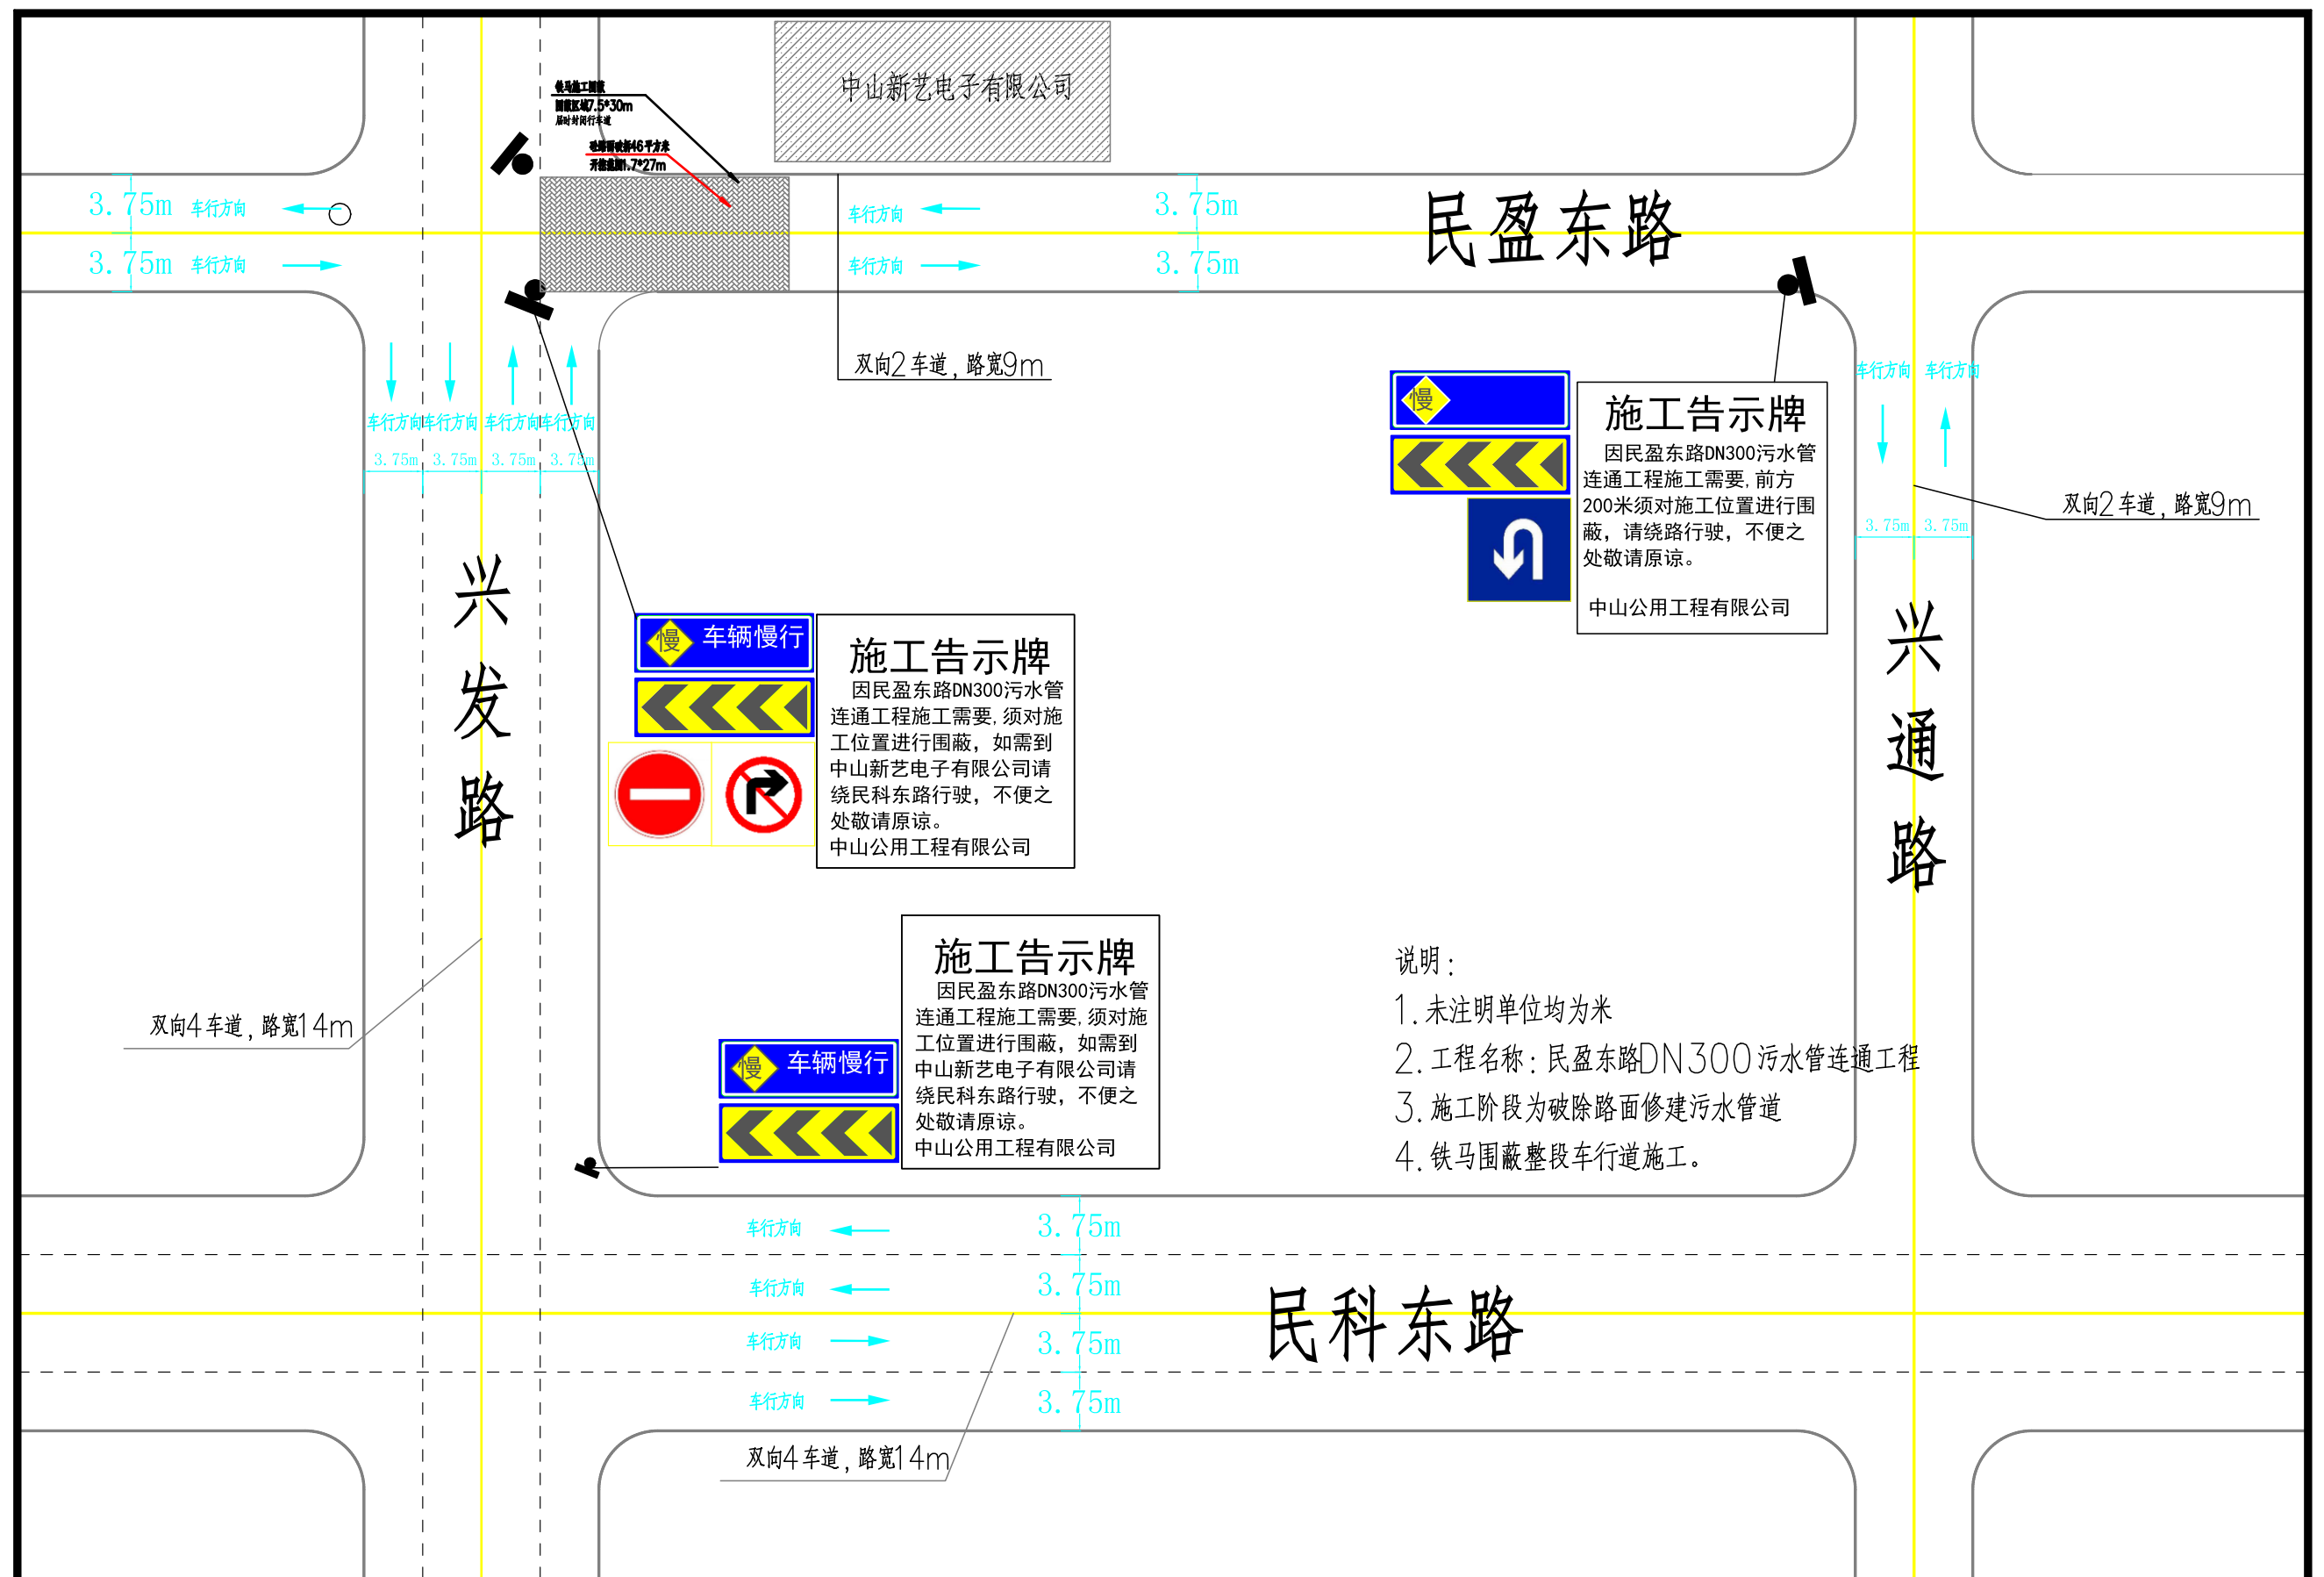 中山新艺电子有限公司
铁马施工围蔽
围蔽区域7.5*30m
届时封闭行车道
砼路面破拆46平方米
开挖范围1.7*27m
3.75m 车行方向
3.75m 车行方向
车行方向 3.75m
车行方向 3.75m
民盈东路
双向2车道，路宽9m
车行方向 车行方向 车行方向 车行方向
3.75m 3.75m 3.75m 3.75m
兴发路
双向4车道，路宽14m
慢
施工告示牌
因民盈东路DN300污水管
连通工程施工需要,前方
200米须对施工位置进行围
蔽，请绕路行驶，不便之
处敬请原谅。
中山公用工程有限公司
车行方向 车行方向
3.75m 3.75m
双向2车道，路宽9m
兴通路
慢 车辆慢行
施工告示牌
因民盈东路DN300污水管
连通工程施工需要,须对施
工位置进行围蔽，如需到
中山新艺电子有限公司请
绕民科东路行驶，不便之
处敬请原谅。
中山公用工程有限公司
慢 车辆慢行
施工告示牌
因民盈东路DN300污水管
连通工程施工需要,须对施
工位置进行围蔽，如需到
中山新艺电子有限公司请
绕民科东路行驶，不便之
处敬请原谅。
中山公用工程有限公司
说明：
1.未注明单位均为米
2.工程名称：民盈东路DN300污水管连通工程
3.施工阶段为破除路面修建污水管道
4.铁马围蔽整段车行道施工。
车行方向 3.75m
车行方向 3.75m
车行方向 3.75m
车行方向 3.75m
民科东路
双向4车道，路宽14m